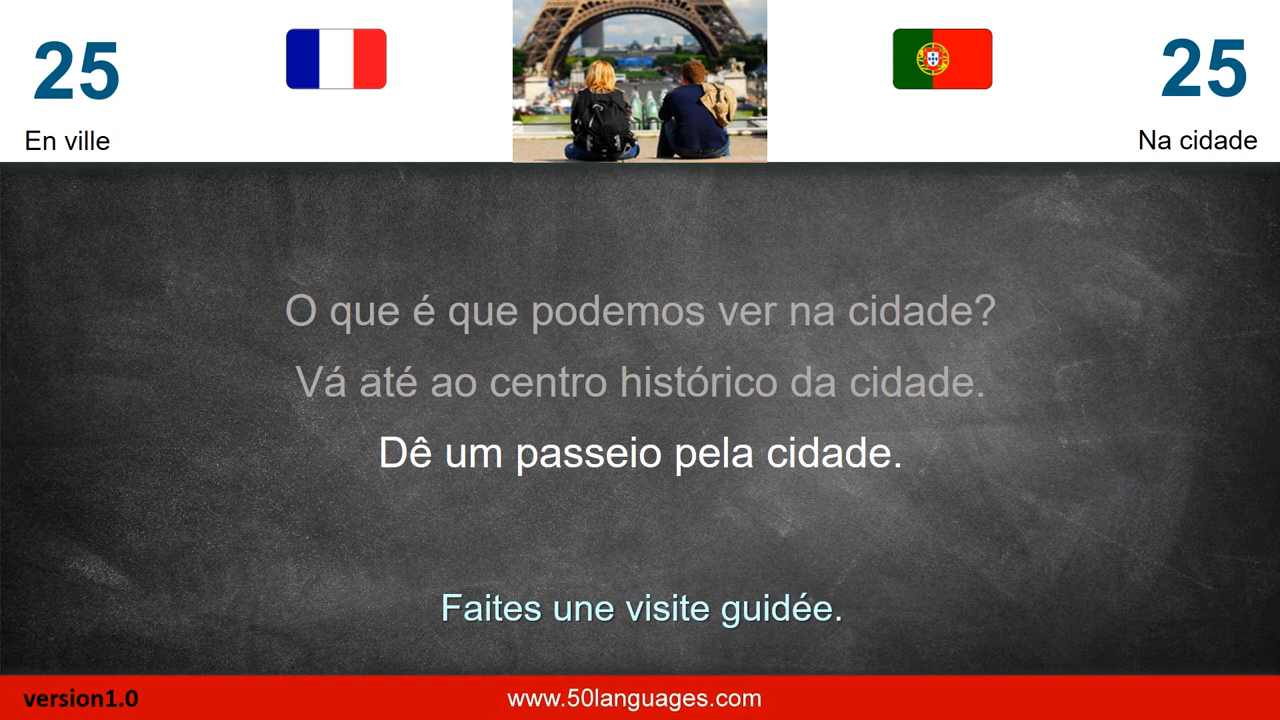 25
25
En ville
Na cidade
O que é que podemos ver na cidade?
Vá até ao centro histórico da cidade.
Dê um passeio pela cidade.
Faites une visite guidée.
version1.0
www.50languages.com